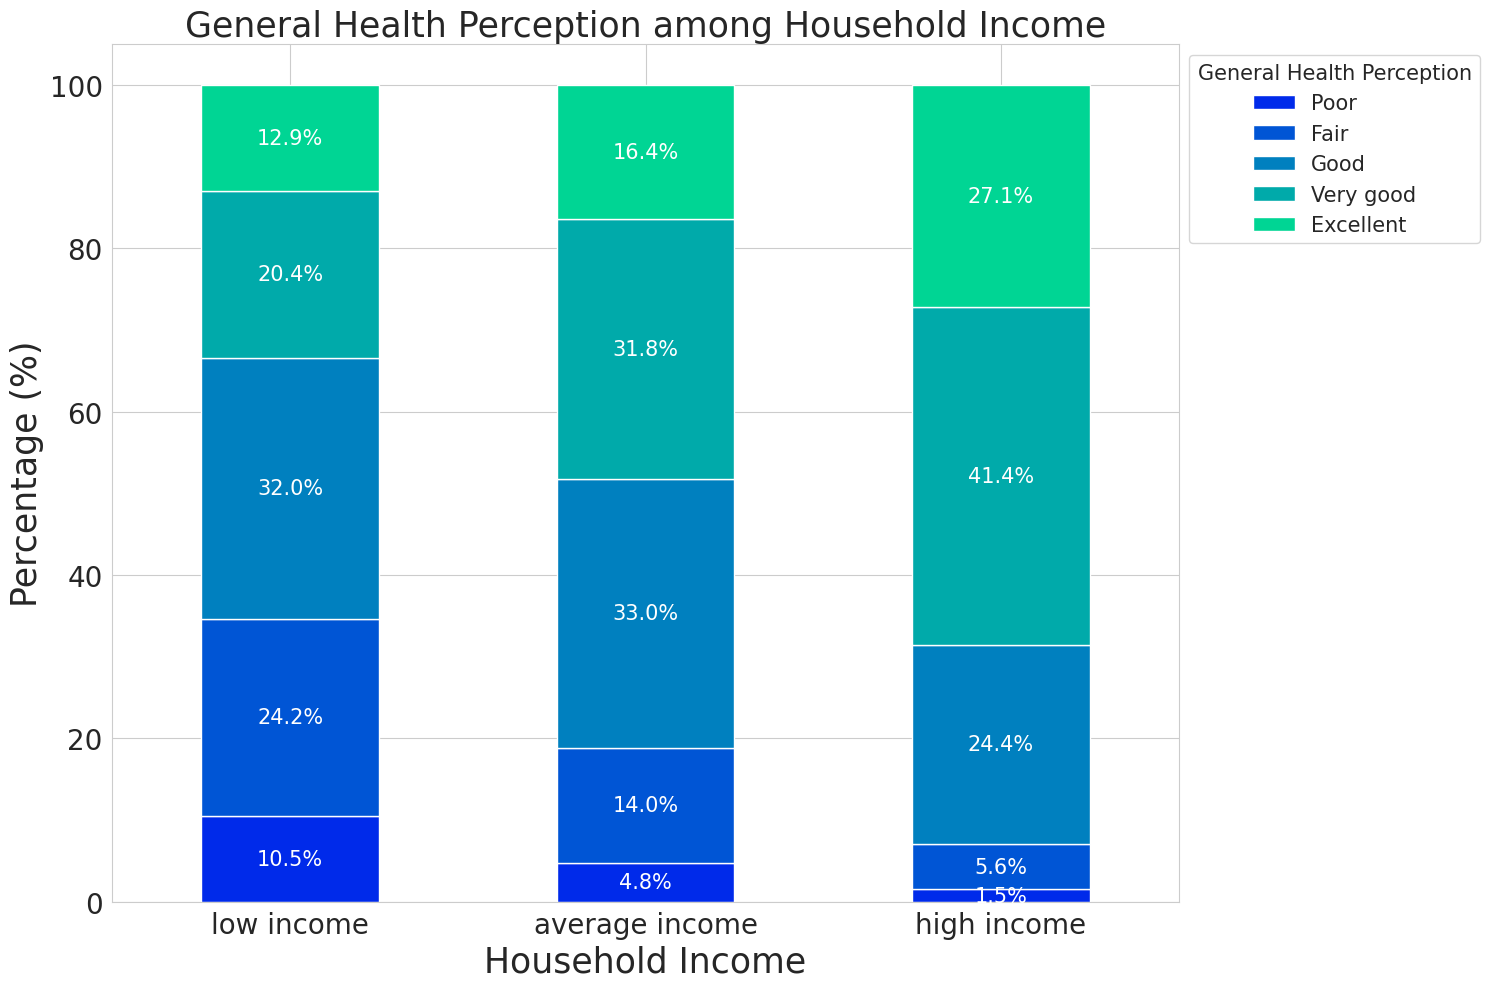 General Health Perception among Household Income
General Health Perception
Poor
Fair
Good
Very good
Excellent
Percentage (%)
100
80
60
40
20
0
12.9%
20.4%
32.0%
24.2%
10.5%
16.4%
31.8%
33.0%
14.0%
4.8%
27.1%
41.4%
24.4%
5.6%
1.5%
low income
average income
high income
Household Income